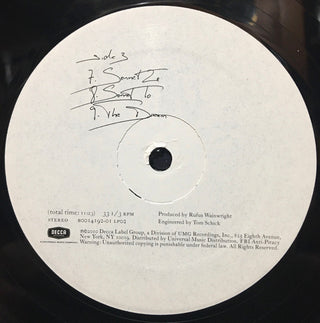 side 3
7. Sonnet 20
8. Sonnet 10
9. The Dream
(total time: 11:23) 33 1/3 RPM
STEREO B0014192-01 LP02
Produced by Rufus Wainwright
Engineered by Tom Schick
DECCA
℗©2010 Decca Label Group, a Division of UMG Recordings, Inc., 825 Eighth Avenue,
New York, NY 10019. Distributed by Universal Music Distribution. FBI Anti-Piracy
Warning: Unauthorized copying is punishable under federal law. All Rights Reserved.